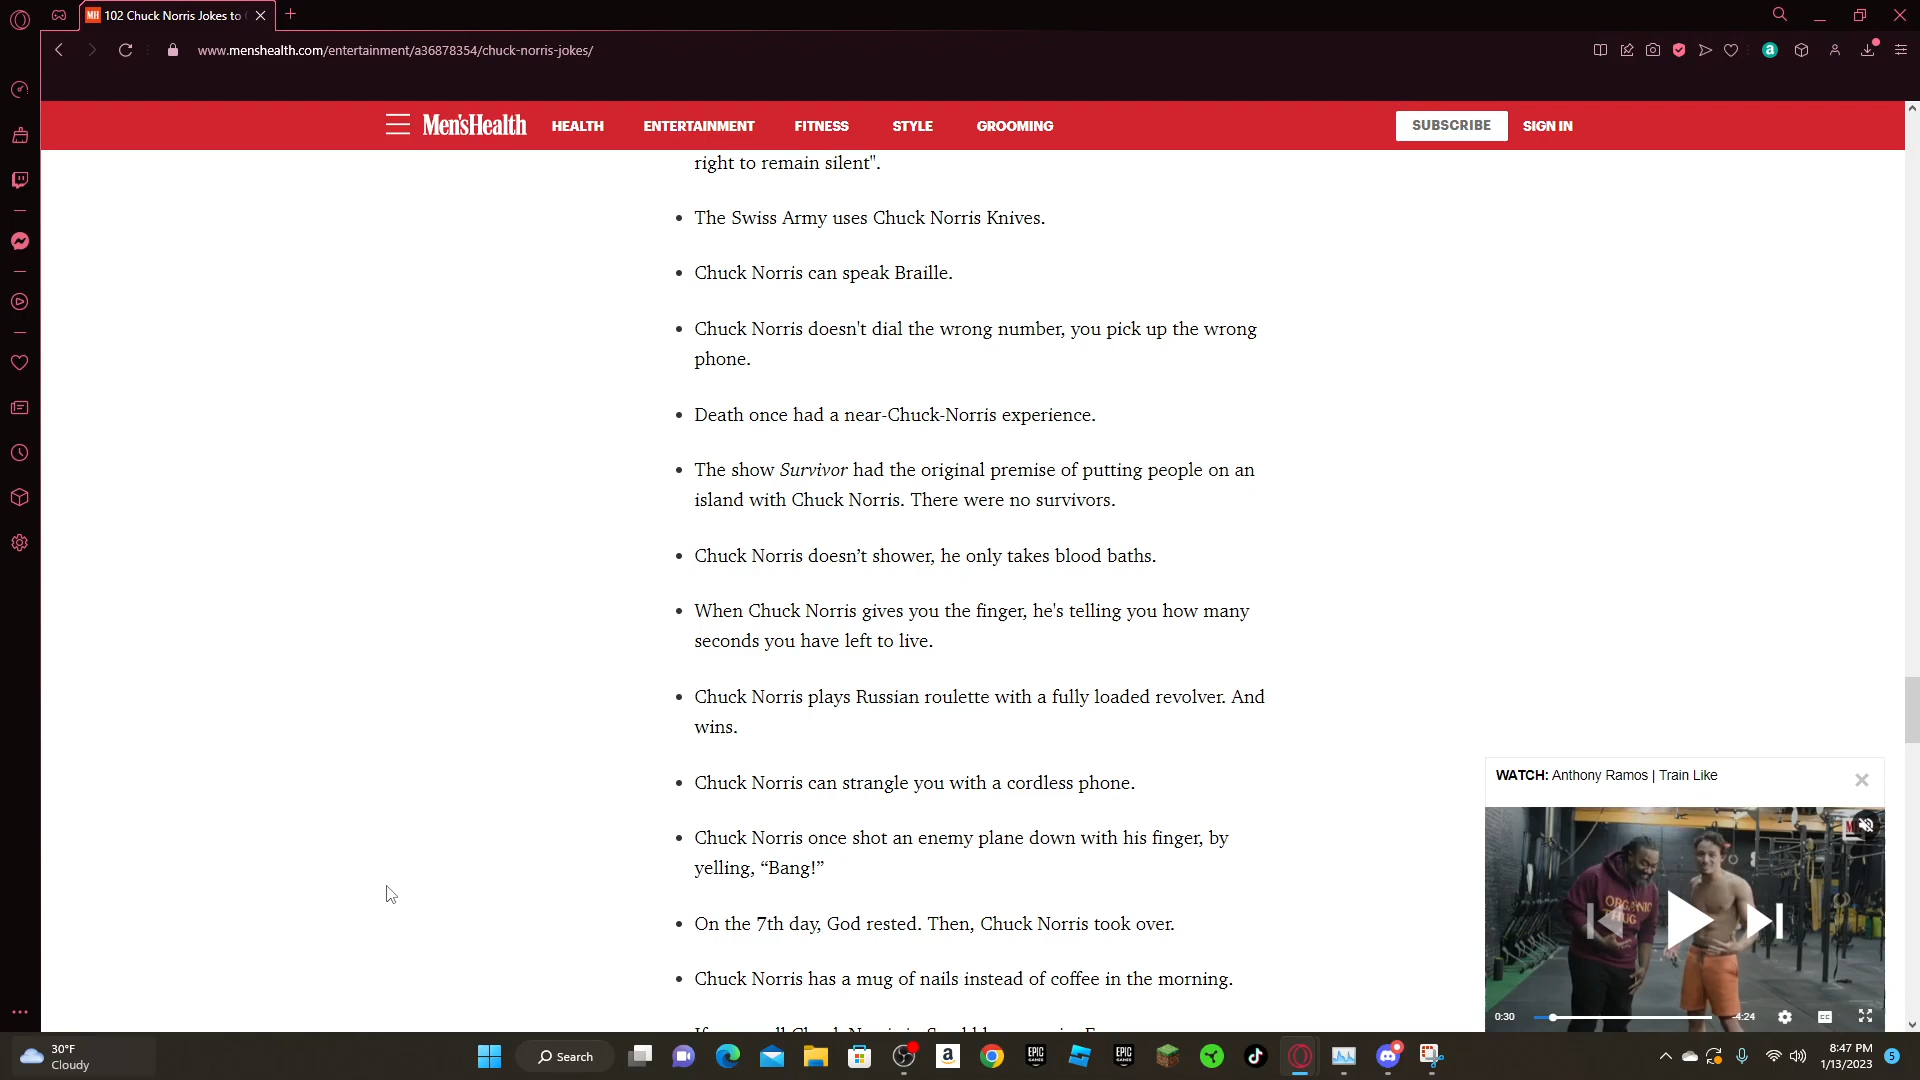 102 Chuck Norris Jokes to
www.menshealth.com/entertainment/a36878354/chuck-norris-jokes/
Men'sHealth HEALTH ENTERTAINMENT FITNESS STYLE GROOMING SUBSCRIBE SIGN IN
right to remain silent".
• The Swiss Army uses Chuck Norris Knives.
• Chuck Norris can speak Braille.
• Chuck Norris doesn't dial the wrong number, you pick up the wrong
phone.
• Death once had a near-Chuck-Norris experience.
• The show Survivor had the original premise of putting people on an
island with Chuck Norris. There were no survivors.
• Chuck Norris doesn’t shower, he only takes blood baths.
• When Chuck Norris gives you the finger, he's telling you how many
seconds you have left to live.
• Chuck Norris plays Russian roulette with a fully loaded revolver. And
wins.
• Chuck Norris can strangle you with a cordless phone.
• Chuck Norris once shot an enemy plane down with his finger, by
yelling, “Bang!”
• On the 7th day, God rested. Then, Chuck Norris took over.
• Chuck Norris has a mug of nails instead of coffee in the morning.
WATCH: Anthony Ramos | Train Like
ORGANIC
THUG
0:30 -4:24 CC
30°F
Cloudy
Search
EPIC GAMES
EPIC GAMES
8:47 PM
1/13/2023
5